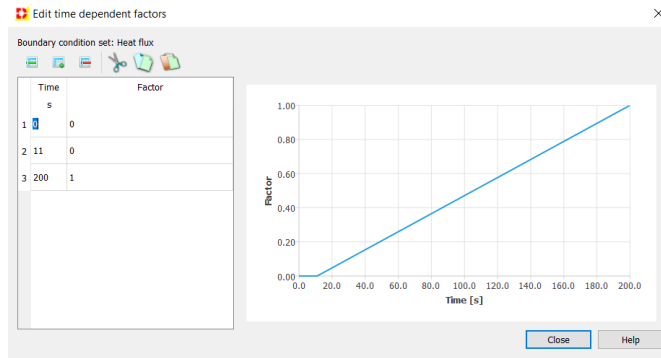 Edit time dependent factors
Boundary condition set: Heat flux
Time Factor
s
1 0 0
2 11 0
3 200 1
1.00
0.80
0.60
0.40
0.20
0.00
Factor
0.0 20.0 40.0 60.0 80.0 100.0 120.0 140.0 160.0 180.0 200.0
Time [s]
Close Help